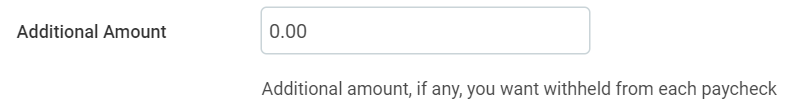 Additional Amount 0.00
Additional amount, if any, you want withheld from each paycheck